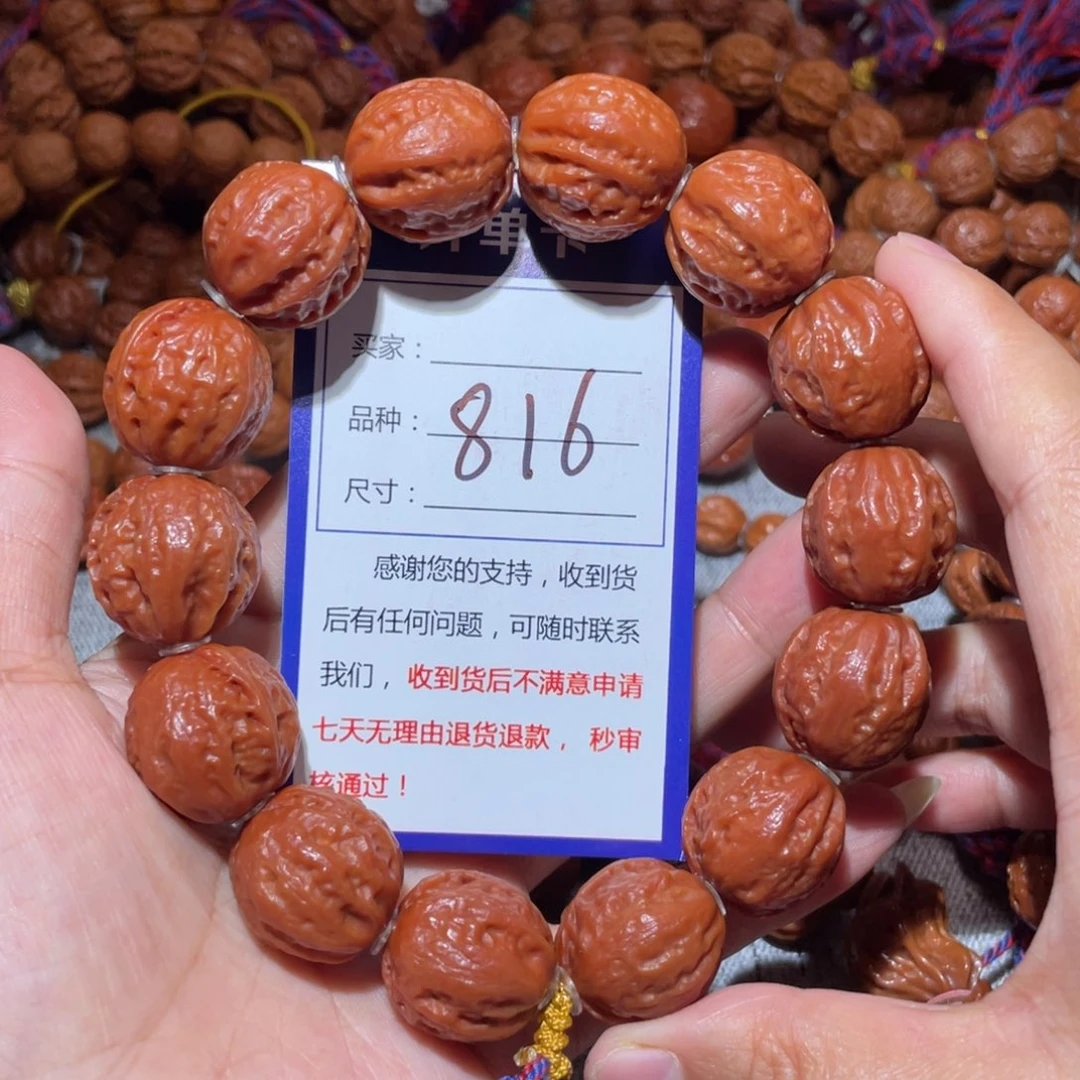 单卡
买家：
品种：816
尺寸：
感谢您的支持，收到货
后有任何问题，可随时联系
我们，收到货后不满意申请
七天无理由退货退款，秒审
核通过！